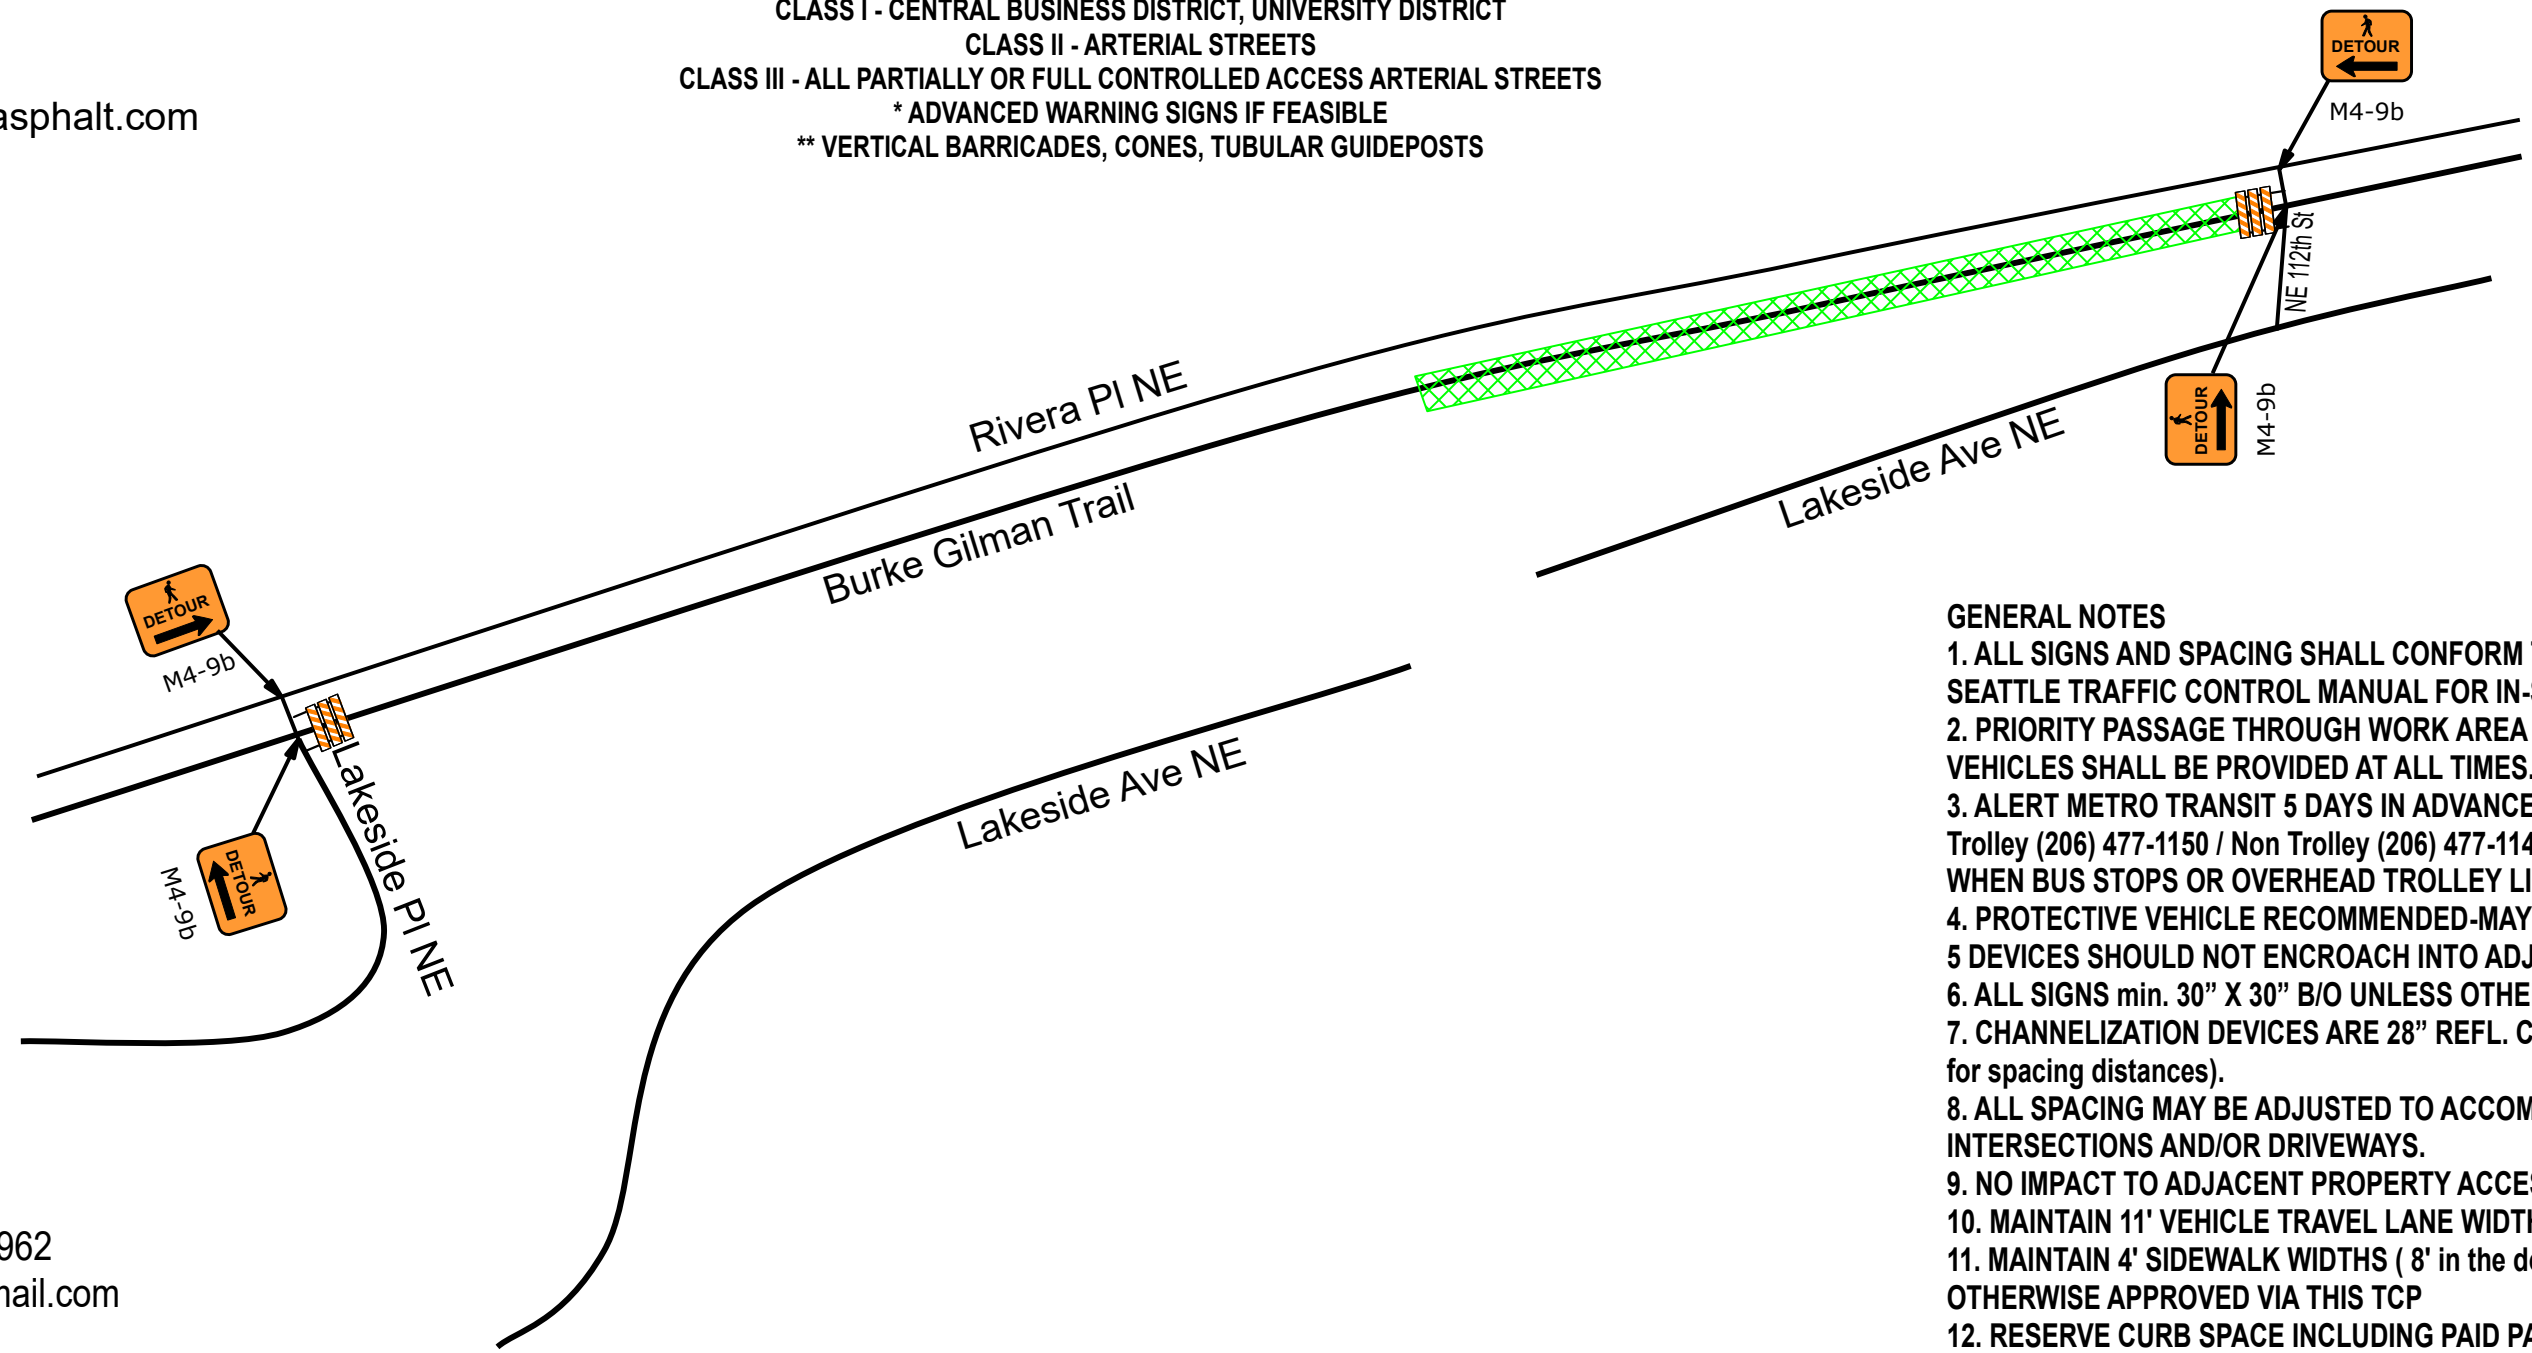 CLASS I - CENTRAL BUSINESS DISTRICT, UNIVERSITY DISTRICT
CLASS II - ARTERIAL STREETS
CLASS III - ALL PARTIALLY OR FULL CONTROLLED ACCESS ARTERIAL STREETS
* ADVANCED WARNING SIGNS IF FEASIBLE
** VERTICAL BARRICADES, CONES, TUBULAR GUIDEPOSTS
asphalt.com
DETOUR
M4-9b
NE 112th St
Rivera Pl NE
Burke Gilman Trail
DETOUR
M4-9b
Lakeside Ave NE
DETOUR
M4-9b
Lakeside Pl NE
DETOUR
M4-9b
Lakeside Ave NE
962
mail.com
GENERAL NOTES
1. ALL SIGNS AND SPACING SHALL CONFORM
SEATTLE TRAFFIC CONTROL MANUAL FOR IN-
2. PRIORITY PASSAGE THROUGH WORK AREA
VEHICLES SHALL BE PROVIDED AT ALL TIMES.
3. ALERT METRO TRANSIT 5 DAYS IN ADVANCE
Trolley (206) 477-1150 / Non Trolley (206) 477-114
WHEN BUS STOPS OR OVERHEAD TROLLEY LI
4. PROTECTIVE VEHICLE RECOMMENDED-MAY
5 DEVICES SHOULD NOT ENCROACH INTO ADJ
6. ALL SIGNS min. 30” X 30” B/O UNLESS OTHE
7. CHANNELIZATION DEVICES ARE 28” REFL. C
for spacing distances).
8. ALL SPACING MAY BE ADJUSTED TO ACCOM
INTERSECTIONS AND/OR DRIVEWAYS.
9. NO IMPACT TO ADJACENT PROPERTY ACCES
10. MAINTAIN 11' VEHICLE TRAVEL LANE WIDTH
11. MAINTAIN 4' SIDEWALK WIDTHS ( 8' in the do
OTHERWISE APPROVED VIA THIS TCP
12. RESERVE CURB SPACE INCLUDING PAID PA